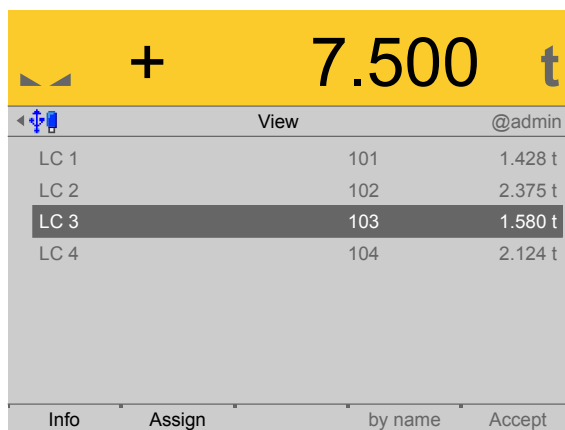 + 7.500 t
View @admin
LC 1 101 1.428 t
LC 2 102 2.375 t
LC 3 103 1.580 t
LC 4 104 2.124 t
Info Assign by name Accept